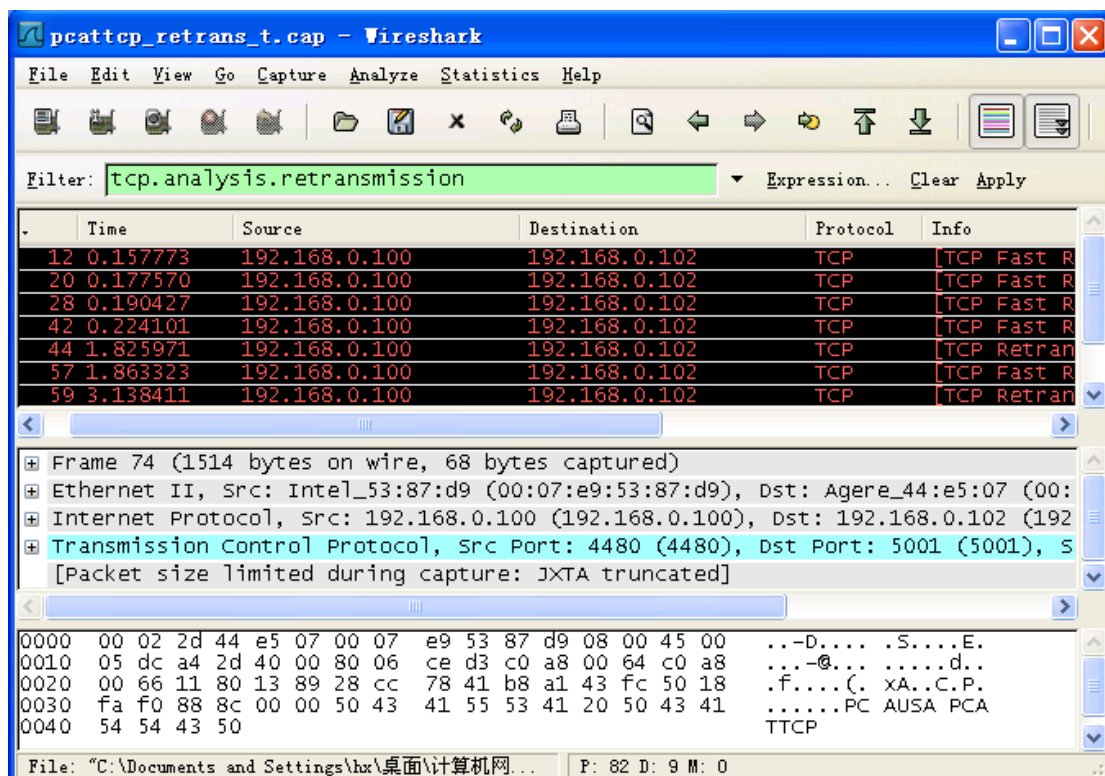 pcattcp_retrans_t.cap - Wireshark
File Edit View Go Capture Analyze Statistics Help
Filter: tcp.analysis.retransmission Expression... Clear Apply
. Time Source Destination Protocol Info
12 0.157773 192.168.0.100 192.168.0.102 TCP [TCP Fast R
20 0.177570 192.168.0.100 192.168.0.102 TCP [TCP Fast R
28 0.190427 192.168.0.100 192.168.0.102 TCP [TCP Fast R
42 0.224101 192.168.0.100 192.168.0.102 TCP [TCP Fast R
44 1.825971 192.168.0.100 192.168.0.102 TCP [TCP Retran
57 1.863323 192.168.0.100 192.168.0.102 TCP [TCP Fast R
59 3.138411 192.168.0.100 192.168.0.102 TCP [TCP Retran
Frame 74 (1514 bytes on wire, 68 bytes captured)
Ethernet II, Src: Intel_53:87:d9 (00:07:e9:53:87:d9), Dst: Agere_44:e5:07 (00:
Internet Protocol, Src: 192.168.0.100 (192.168.0.100), Dst: 192.168.0.102 (192
Transmission Control Protocol, Src Port: 4480 (4480), Dst Port: 5001 (5001), S
[Packet size limited during capture: JXTA truncated]
0000 00 02 2d 44 e5 07 00 07 e9 53 87 d9 08 00 45 00 ..-D..... .S....E.
0010 05 dc a4 2d 40 00 80 06 ce d3 c0 a8 00 64 c0 a8 ...-@... .....d..
0020 00 66 11 80 13 89 28 cc 78 41 b8 a1 43 fc 50 18 .f....(. xA..C.P.
0030 fa f0 88 8c 00 00 50 43 41 55 53 41 20 50 43 41 ......PC AUSA PCA
0040 54 54 43 50 TTCP
File: "C:\Documents and Settings\hx\桌面\计算机网... P: 82 D: 9 M: 0